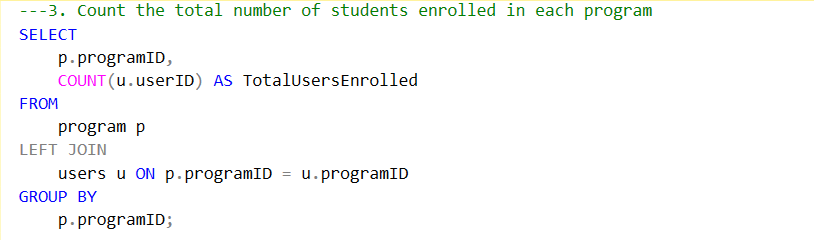 ---3. Count the total number of students enrolled in each program
SELECT
    p.programID,
    COUNT(u.userID) AS TotalUsersEnrolled
FROM
    program p
LEFT JOIN
    users u ON p.programID = u.programID
GROUP BY
    p.programID;